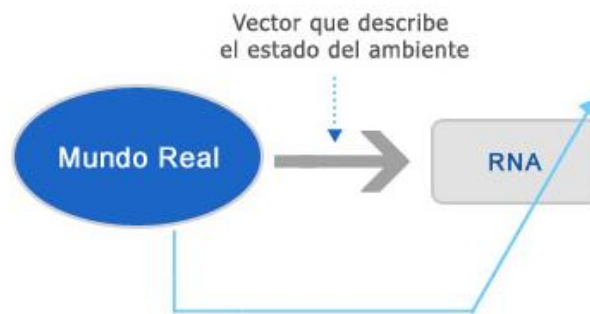 Vector que describe
el estado del ambiente
Mundo Real
RNA